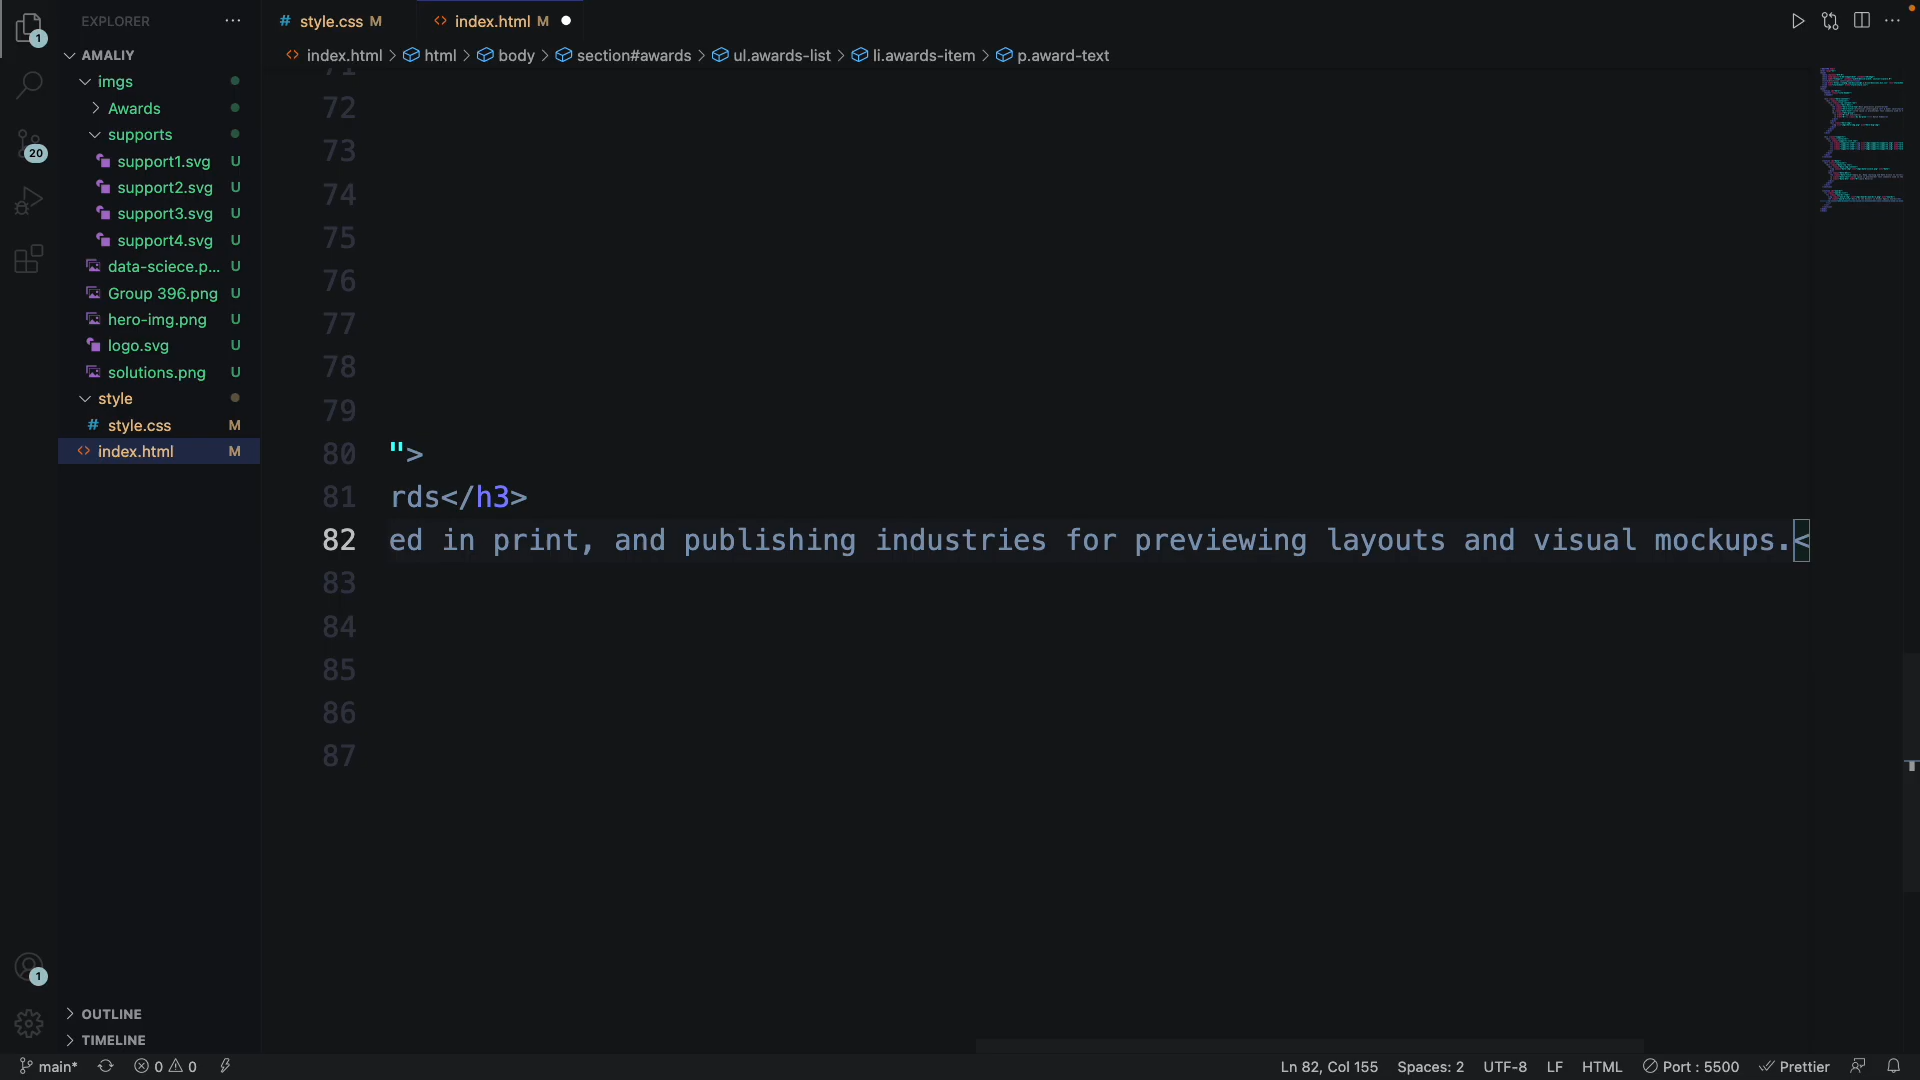 EXPLORER
AMALIY
imgs
Awards
supports
support1.svg U
support2.svg U
support3.svg U
support4.svg U
data-sciece.p... U
Group 396.png U
hero-img.png U
logo.svg U
solutions.png U
style
# style.css M
<> index.html M
OUTLINE
TIMELINE
1
20
1
# style.css M
<> index.html M
<> index.html > html > body > section#awards > ul.awards-list > li.awards-item > p.award-text
71
72
73
74
75
76
77
78
79
80 ">
81 rds</h3>
82 ed in print, and publishing industries for previewing layouts and visual mockups.<
83
84
85
86
87
main* 0 0 Ln 82, Col 155 Spaces: 2 UTF-8 LF HTML Port : 5500 Prettier